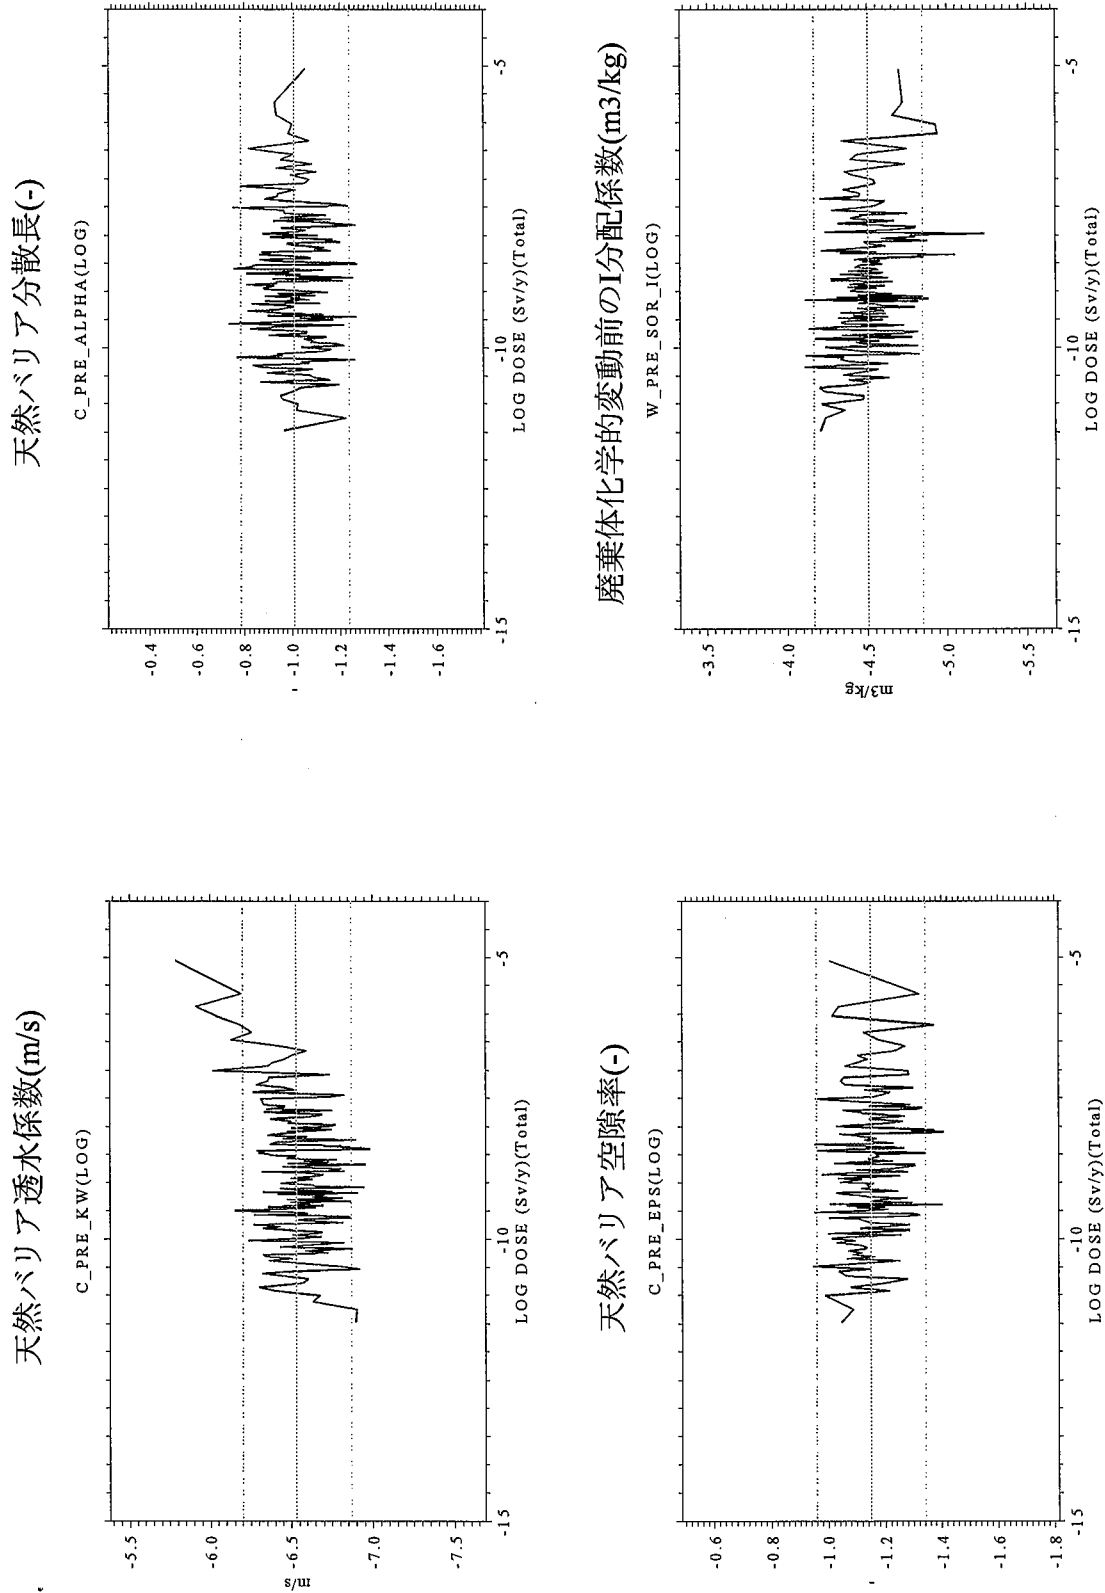 天然バリア透水係数(m/s)
C_PRE_KW(LOG)
-5.5
-6.0
-6.5
-7.0
-7.5
m/s
-15
-10
-5
LOG DOSE (Sv/y)(Total)
天然バリア分散長(-)
C_PRE_ALPHA(LOG)
-0.4
-0.6
-0.8
-1.0
-1.2
-1.4
-1.6
-
-15
-10
-5
LOG DOSE (Sv/y)(Total)
天然バリア空隙率(-)
C_PRE_EPS(LOG)
-0.6
-0.8
-1.0
-1.2
-1.4
-1.6
-1.8
-
-15
-10
-5
LOG DOSE (Sv/y)(Total)
廃棄体化学的変動前のI分配係数(m3/kg)
W_PRE_SOR_I(LOG)
-3.5
-4.0
-4.5
-5.0
-5.5
m3/kg
-15
-10
-5
LOG DOSE (Sv/y)(Total)